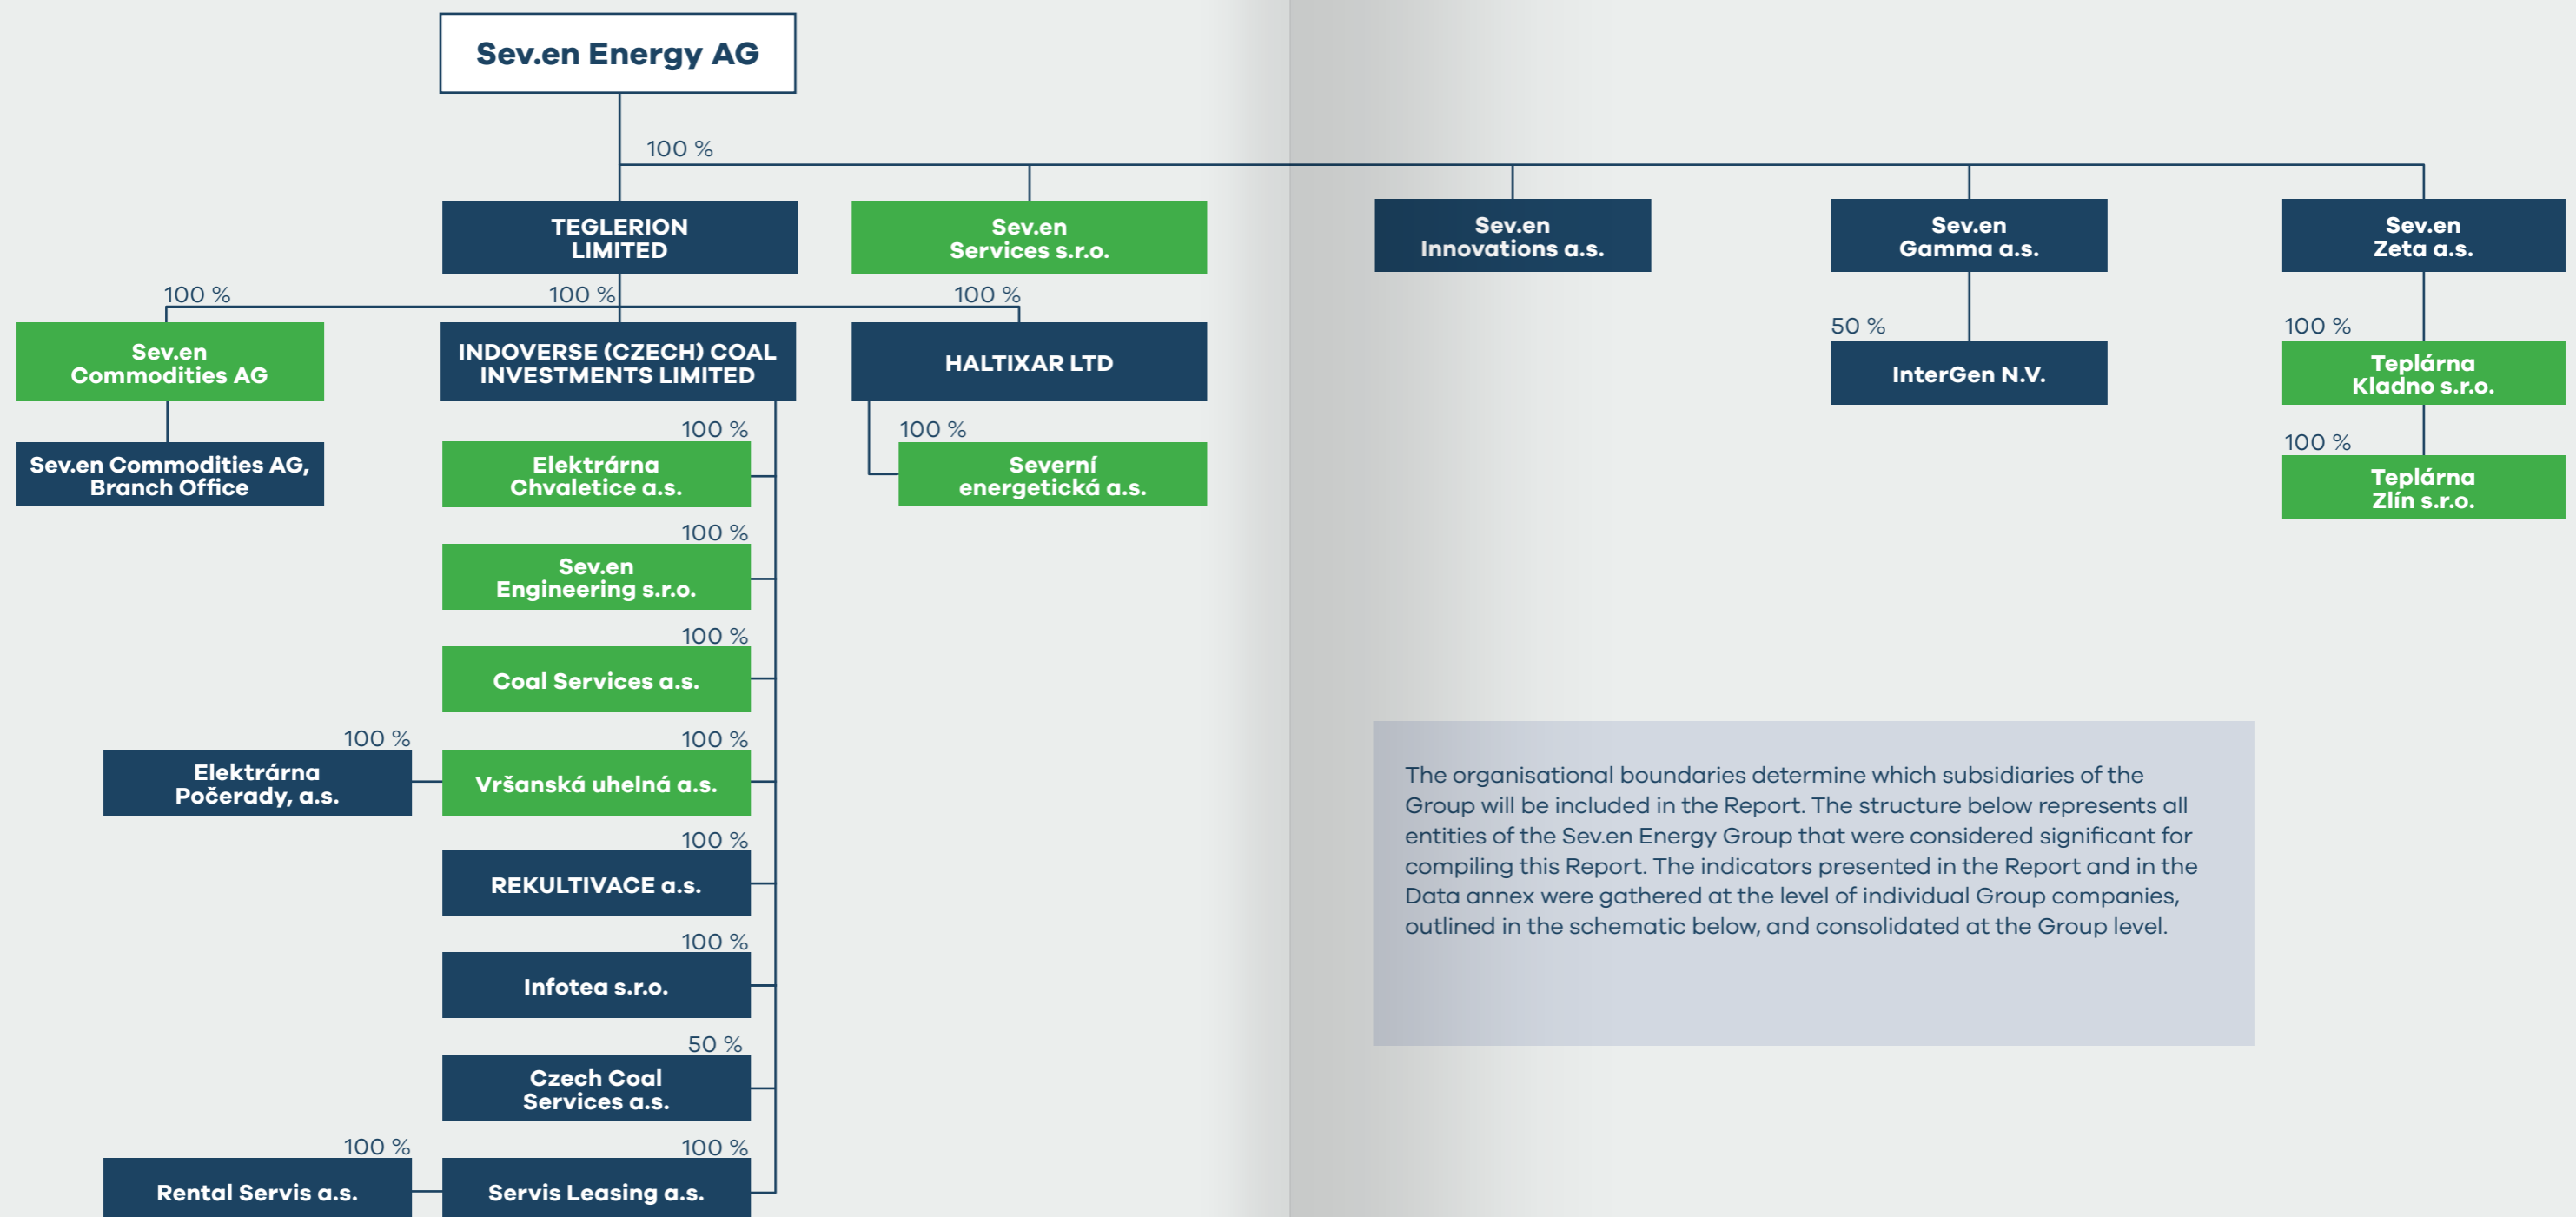 Sev.en Energy AG
100 %
TEGLERION
LIMITED
Sev.en
Services s.r.o.
Sev.en
Innovations a.s.
Sev.en
Gamma a.s.
Sev.en
Zeta a.s.
100 %
100 %
100 %
50 %
100 %
Sev.en
Commodities AG
INDOVERSE (CZECH) COAL
INVESTMENTS LIMITED
HALTIXAR LTD
InterGen N.V.
Teplárna
Kladno s.r.o.
100 %
100 %
100 %
Sev.en Commodities AG,
Branch Office
Elektrárna
Chvaletice a.s.
Severní
energetická a.s.
Teplárna
Zlín s.r.o.
100 %
Sev.en
Engineering s.r.o.
100 %
Coal Services a.s.
100 %
100 %
Elektrárna
Počerady, a.s.
Vršanská uhelná a.s.
The organisational boundaries determine which subsidiaries of the
Group will be included in the Report. The structure below represents all
entities of the Sev.en Energy Group that were considered significant for
compiling this Report. The indicators presented in the Report and in the
Data annex were gathered at the level of individual Group companies,
outlined in the schematic below, and consolidated at the Group level.
100 %
REKULTIVACE a.s.
100 %
Infotea s.r.o.
50 %
Czech Coal
Services a.s.
100 %
100 %
Rental Servis a.s.
Servis Leasing a.s.